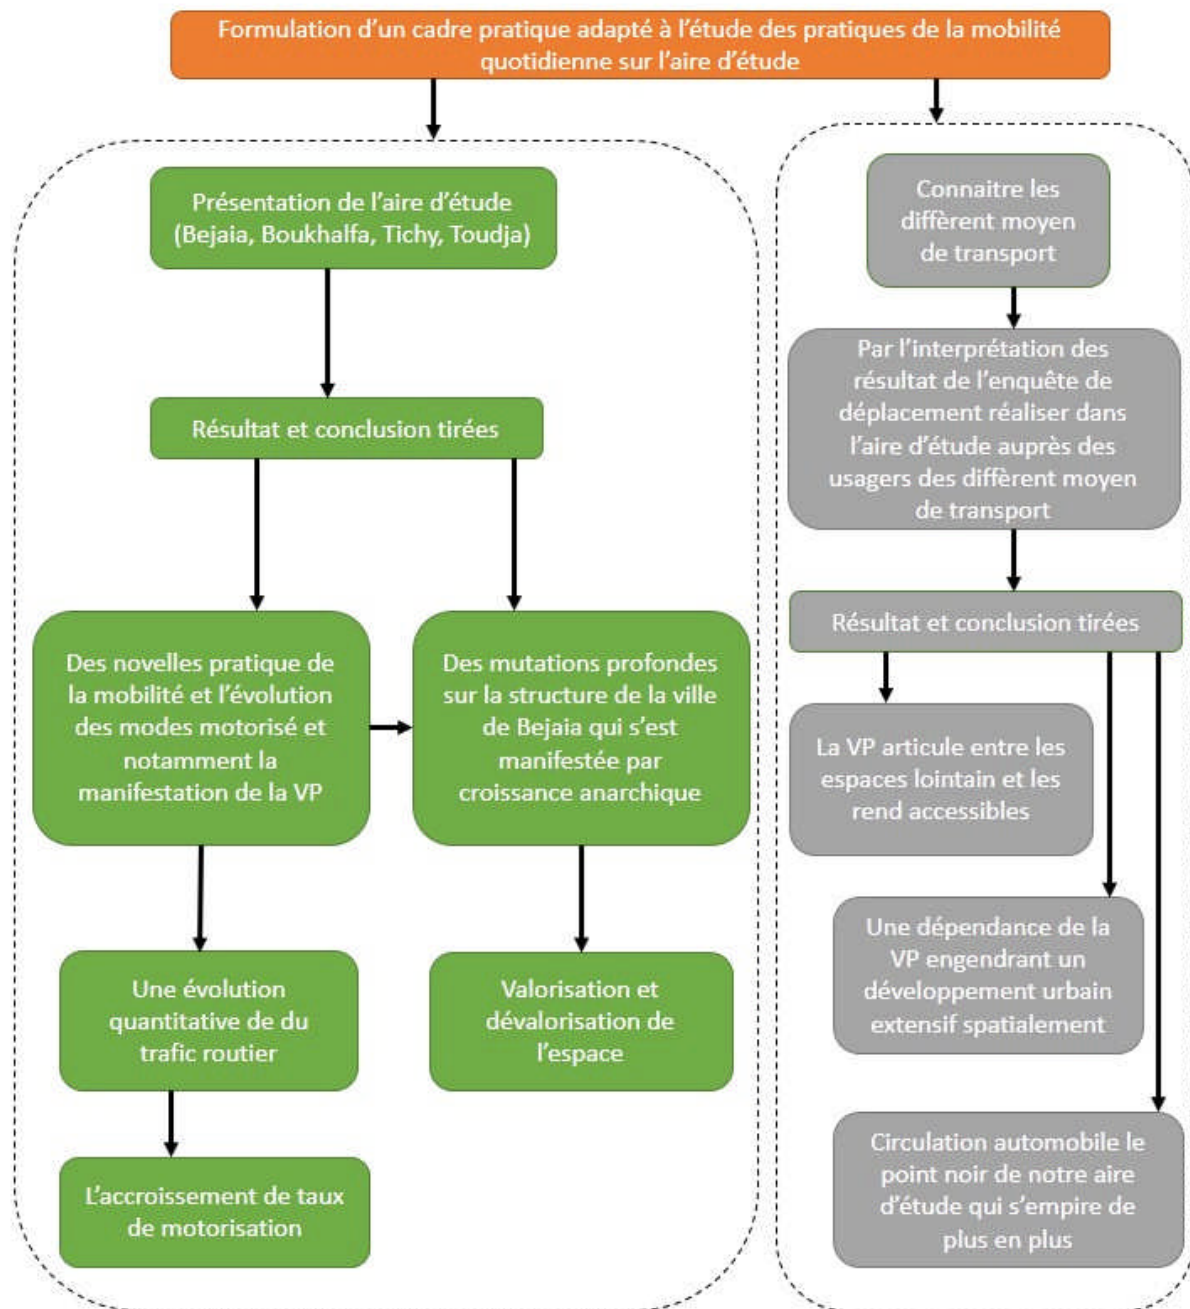 Formulation d'un cadre pratique adapté à l'étude des pratiques de la mobilité
quotidienne sur l'aire d'étude
Présentation de l'aire d'étude
(Bejaia, Boukhalfa, Tichy, Toudja)
Résultat et conclusion tirées
Des novelles pratique de
la mobilité et l'évolution
des modes motorisé et
notamment la
manifestation de la VP
Des mutations profondes
sur la structure de la ville
de Bejaia qui s'est
manifestée par
croissance anarchique
Une évolution
quantitative de du
trafic routier
Valorisation et
dévalorisation de
l'espace
L'accroissement de taux
de motorisation
Connaitre les
diffèrent moyen
de transport
Par l'interprétation des
résultat de l'enquête de
déplacement réaliser dans
l'aire d'étude auprès des
usagers des diffèrent moyen
de transport
Résultat et conclusion tirées
La VP articule entre les
espaces lointain et les
rend accessibles
Une dépendance de la
VP engendrant un
développement urbain
extensif spatialement
Circulation automobile le
point noir de notre aire
d'étude qui s'empire de
plus en plus